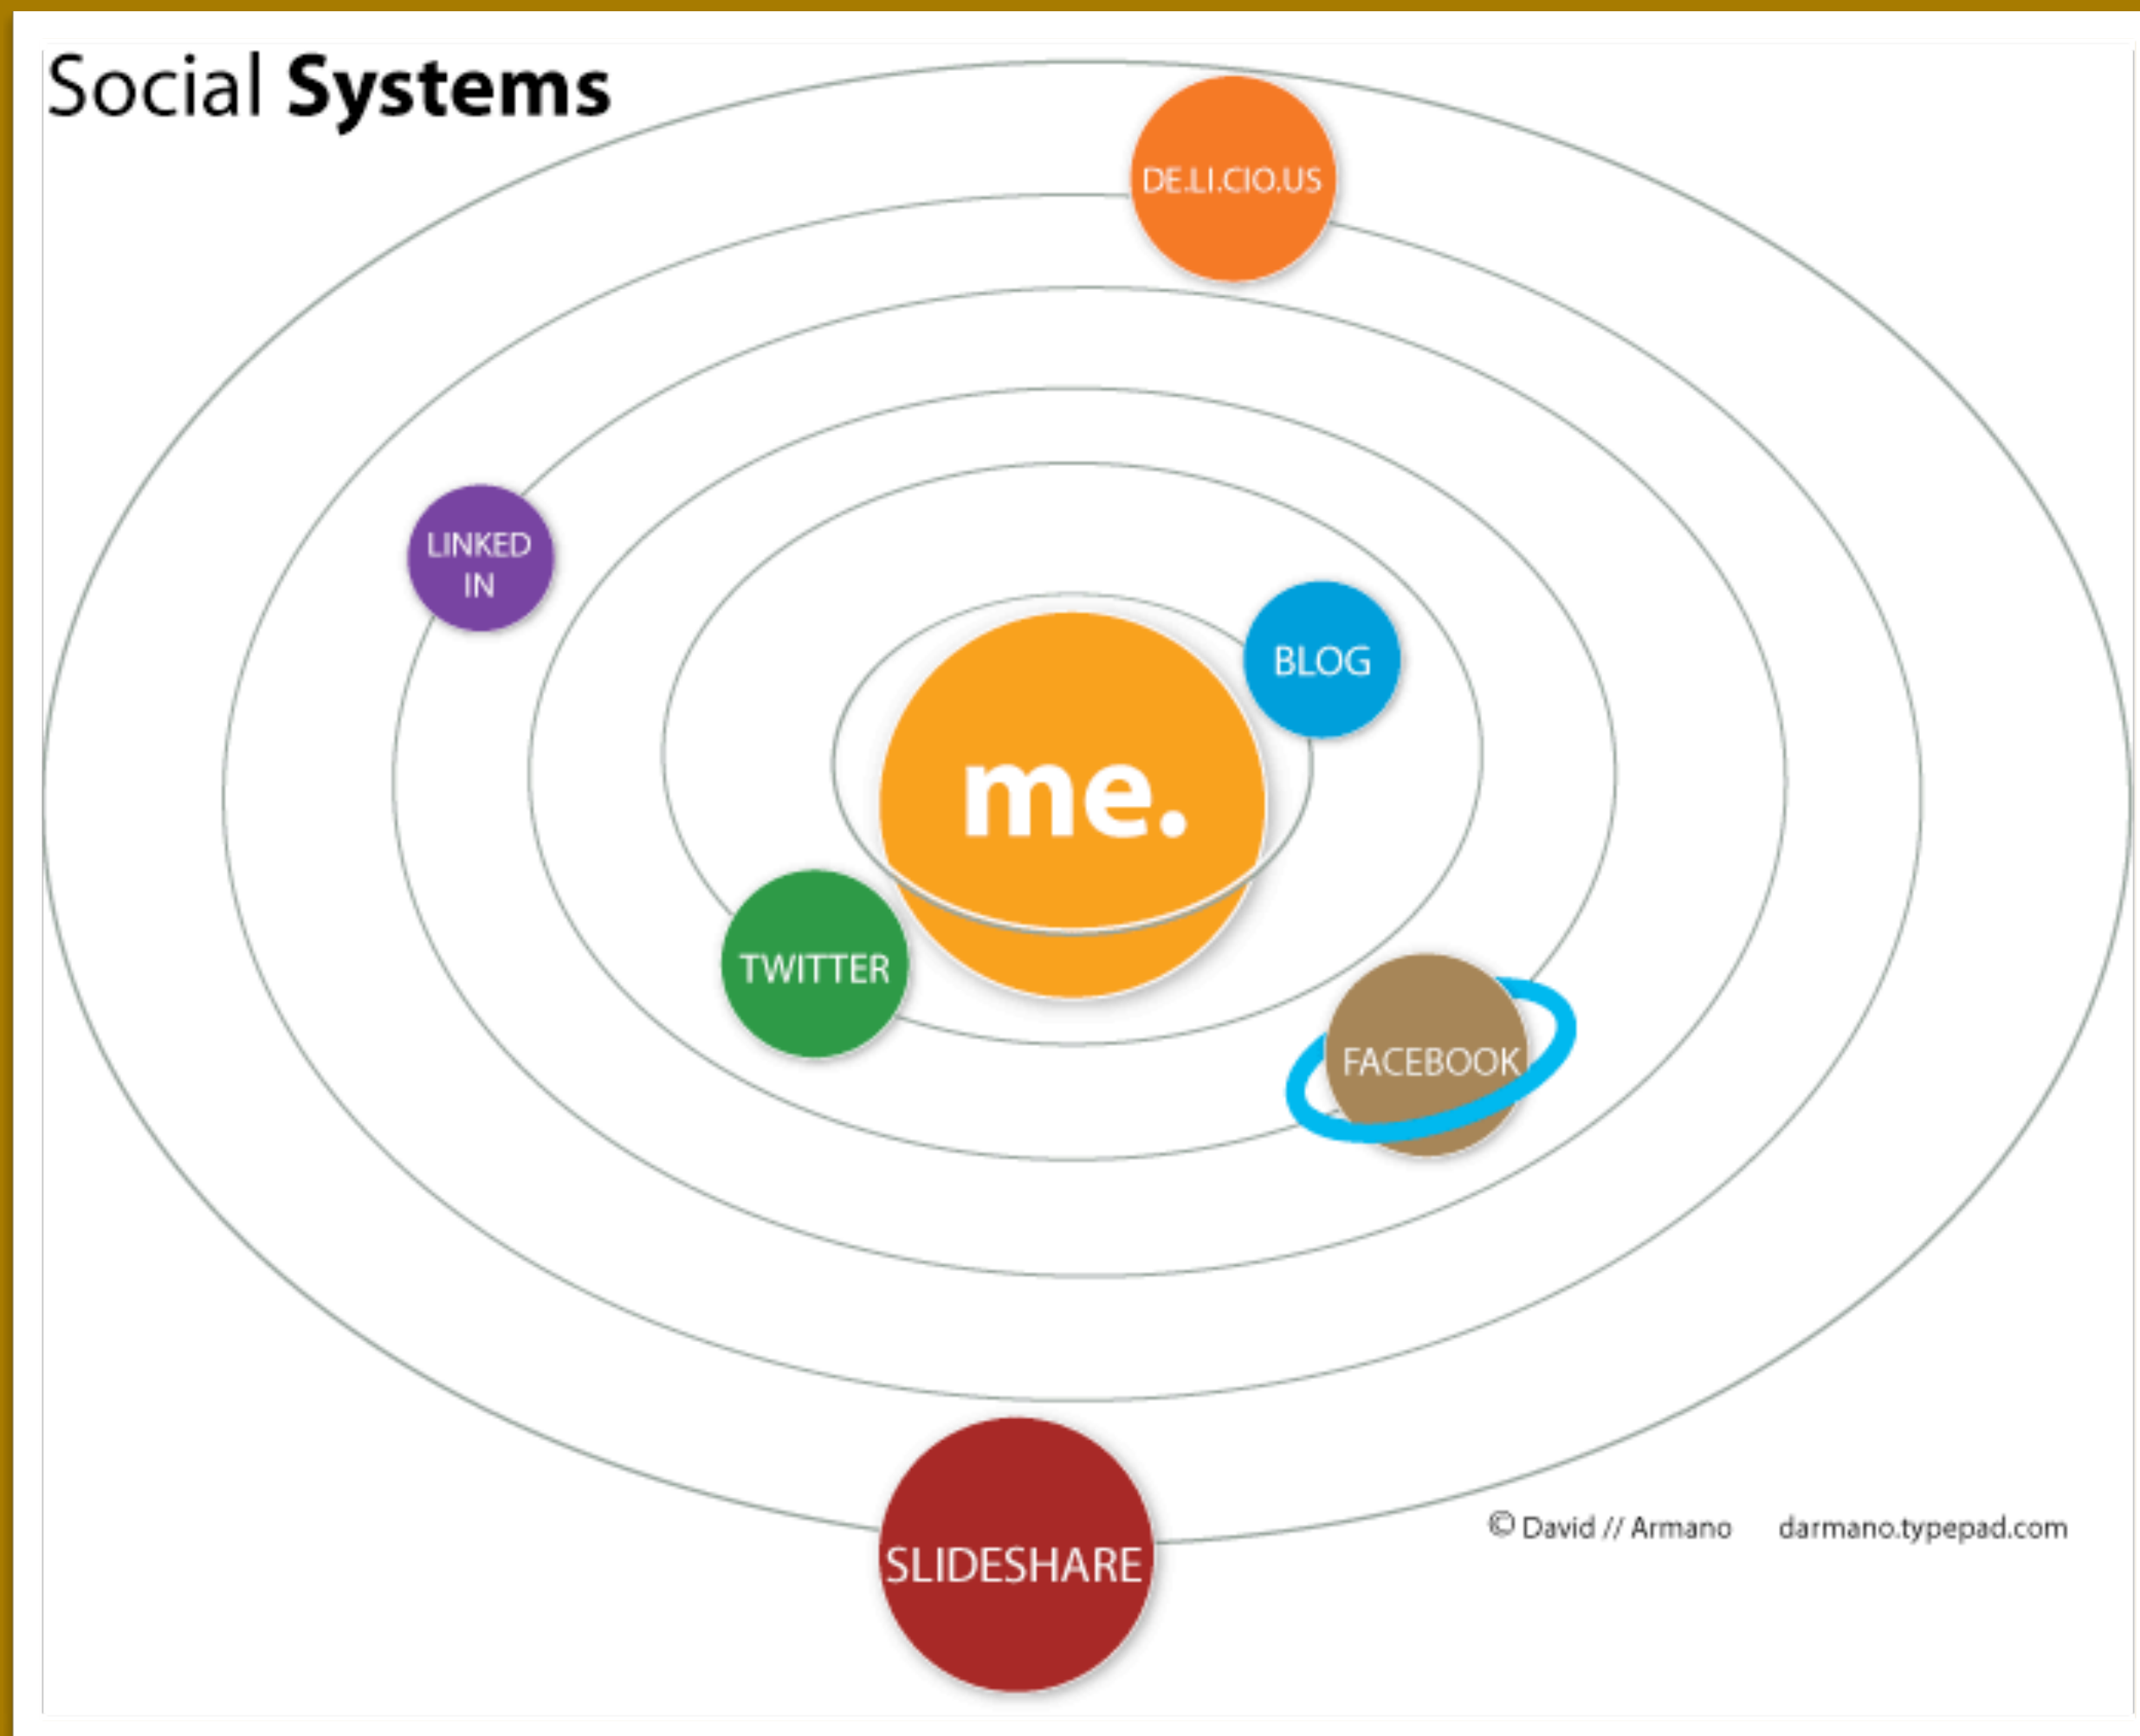 Social Systems
DE.LI.CIO.US
LINKED
IN
BLOG
me.
TWITTER
FACEBOOK
SLIDESHARE
© David // Armano darmano.typepad.com